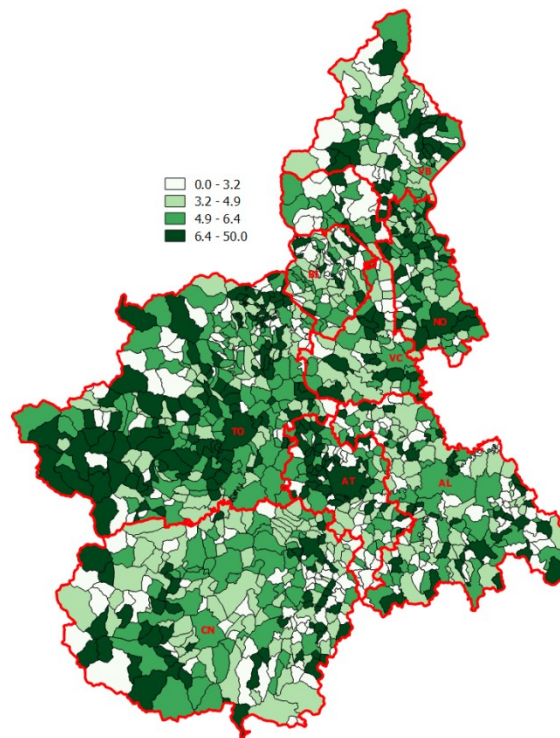 VB
0.0 - 3.2
3.2 - 4.9
4.9 - 6.4
6.4 - 50.0
BI
NO
VC
TO
AT
AL
CN